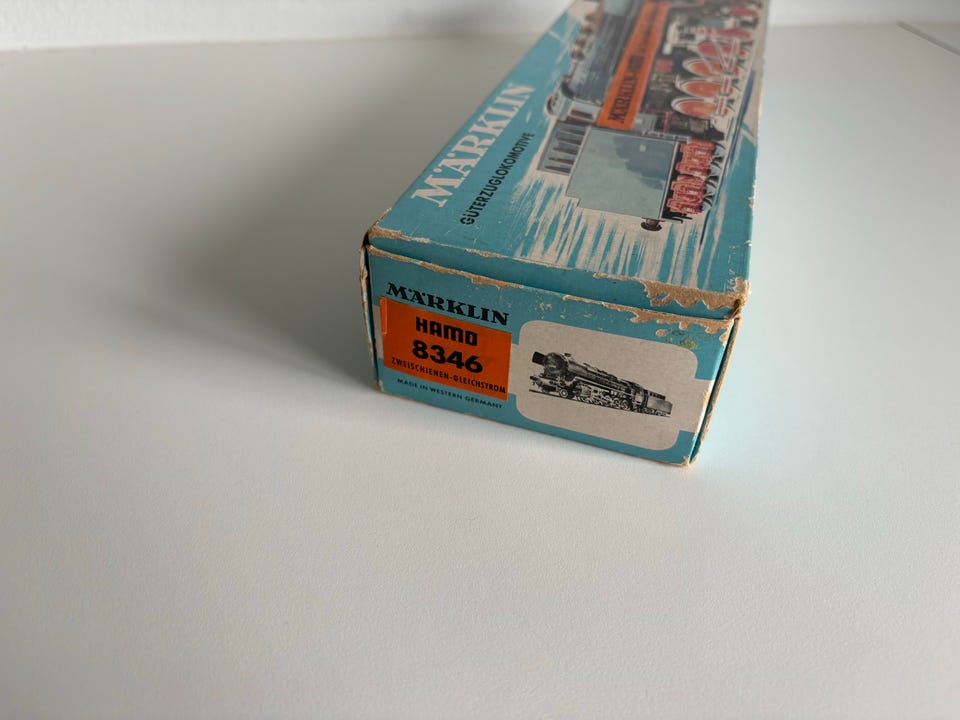 MÄRKLIN
GÜTERZUGLOKOMOTIVE
MÄRKLIN
HAMO
8346
ZWEISCHIENEN-GLEICHSTROM
MADE IN WESTERN GERMANY